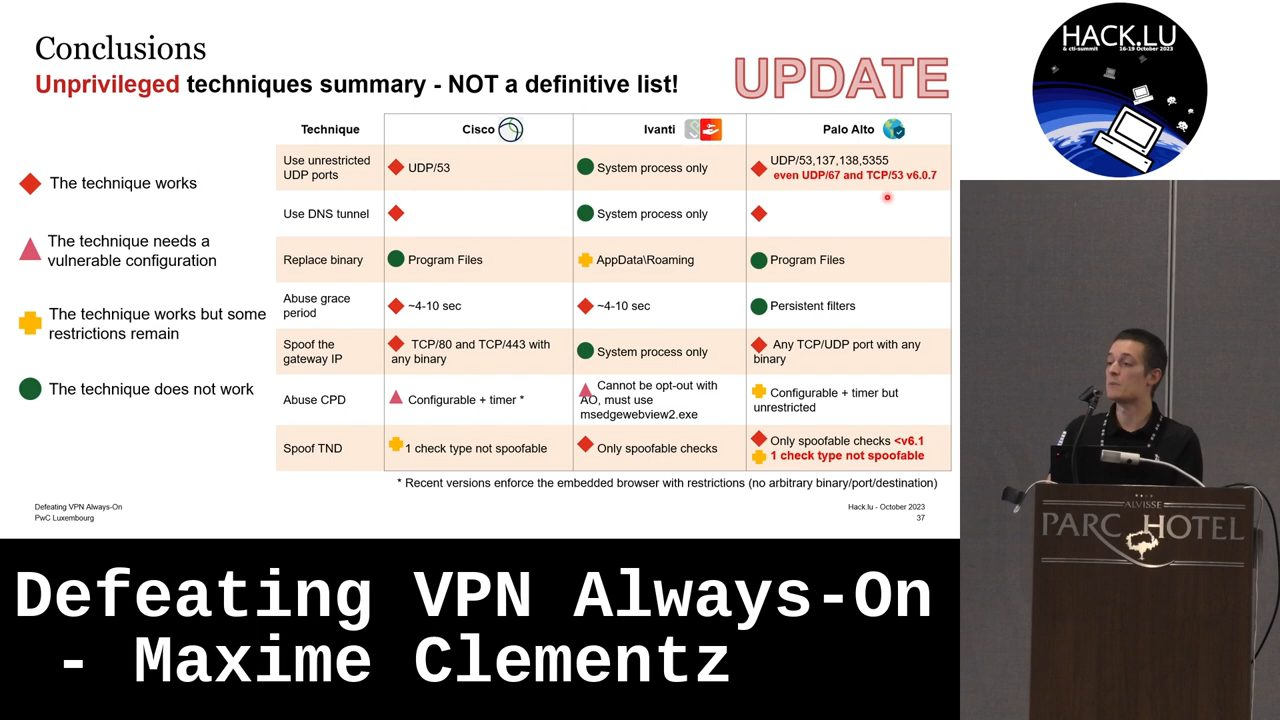 Conclusions
Unprivileged techniques summary - NOT a definitive list!
UPDATE
HACK.LU
& cti-summit 16-19 October 2023
The technique works
The technique needs a
vulnerable configuration
The technique works but some
restrictions remain
The technique does not work
Technique Cisco Ivanti Palo Alto
Use unrestricted
UDP ports
UDP/53
System process only
UDP/53,137,138,5355
even UDP/67 and TCP/53 v6.0.7
Use DNS tunnel
System process only
Replace binary
Program Files
AppData\Roaming
Program Files
Abuse grace
period
~4-10 sec
~4-10 sec
Persistent filters
Spoof the
gateway IP
TCP/80 and TCP/443 with
any binary
System process only
Any TCP/UDP port with any
binary
Abuse CPD
Configurable + timer *
Cannot be opt-out with
AO, must use
msedgewebview2.exe
Configurable + timer but
unrestricted
Spoof TND
1 check type not spoofable
Only spoofable checks
Only spoofable checks <v6.1
1 check type not spoofable
* Recent versions enforce the embedded browser with restrictions (no arbitrary binary/port/destination)
Defeating VPN Always-On
PwC Luxembourg
Hack.lu - October 2023
37
ALVISSE
PARC HOTEL
Defeating VPN Always-On
- Maxime Clementz